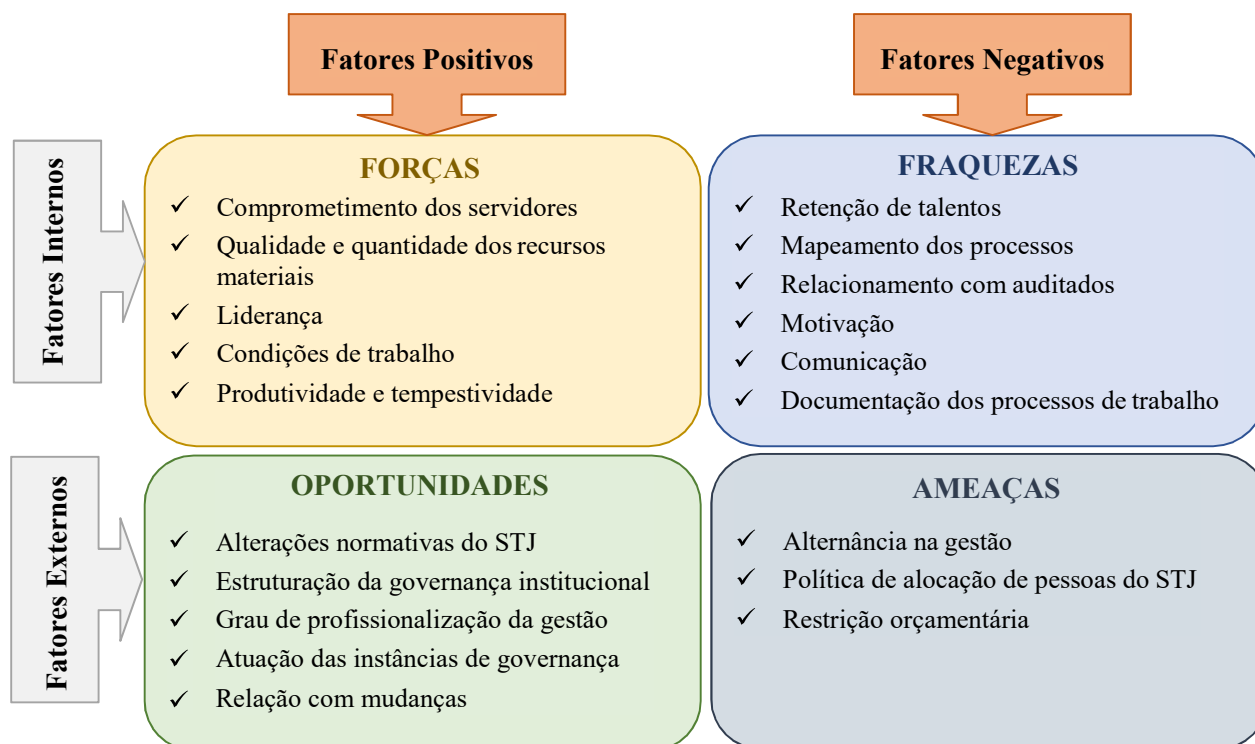 Fatores Positivos
Fatores Negativos
Fatores Internos
FORÇAS
✓ Comprometimento dos servidores
✓ Qualidade e quantidade dos recursos
materiais
✓ Liderança
✓ Condições de trabalho
✓ Produtividade e tempestividade
FRAQUEZAS
✓ Retenção de talentos
✓ Mapeamento dos processos
✓ Relacionamento com auditados
✓ Motivação
✓ Comunicação
✓ Documentação dos processos de trabalho
Fatores Externos
OPORTUNIDADES
✓ Alterações normativas do STJ
✓ Estruturação da governança institucional
✓ Grau de profissionalização da gestão
✓ Atuação das instâncias de governança
✓ Relação com mudanças
AMEAÇAS
✓ Alternância na gestão
✓ Política de alocação de pessoas do STJ
✓ Restrição orçamentária